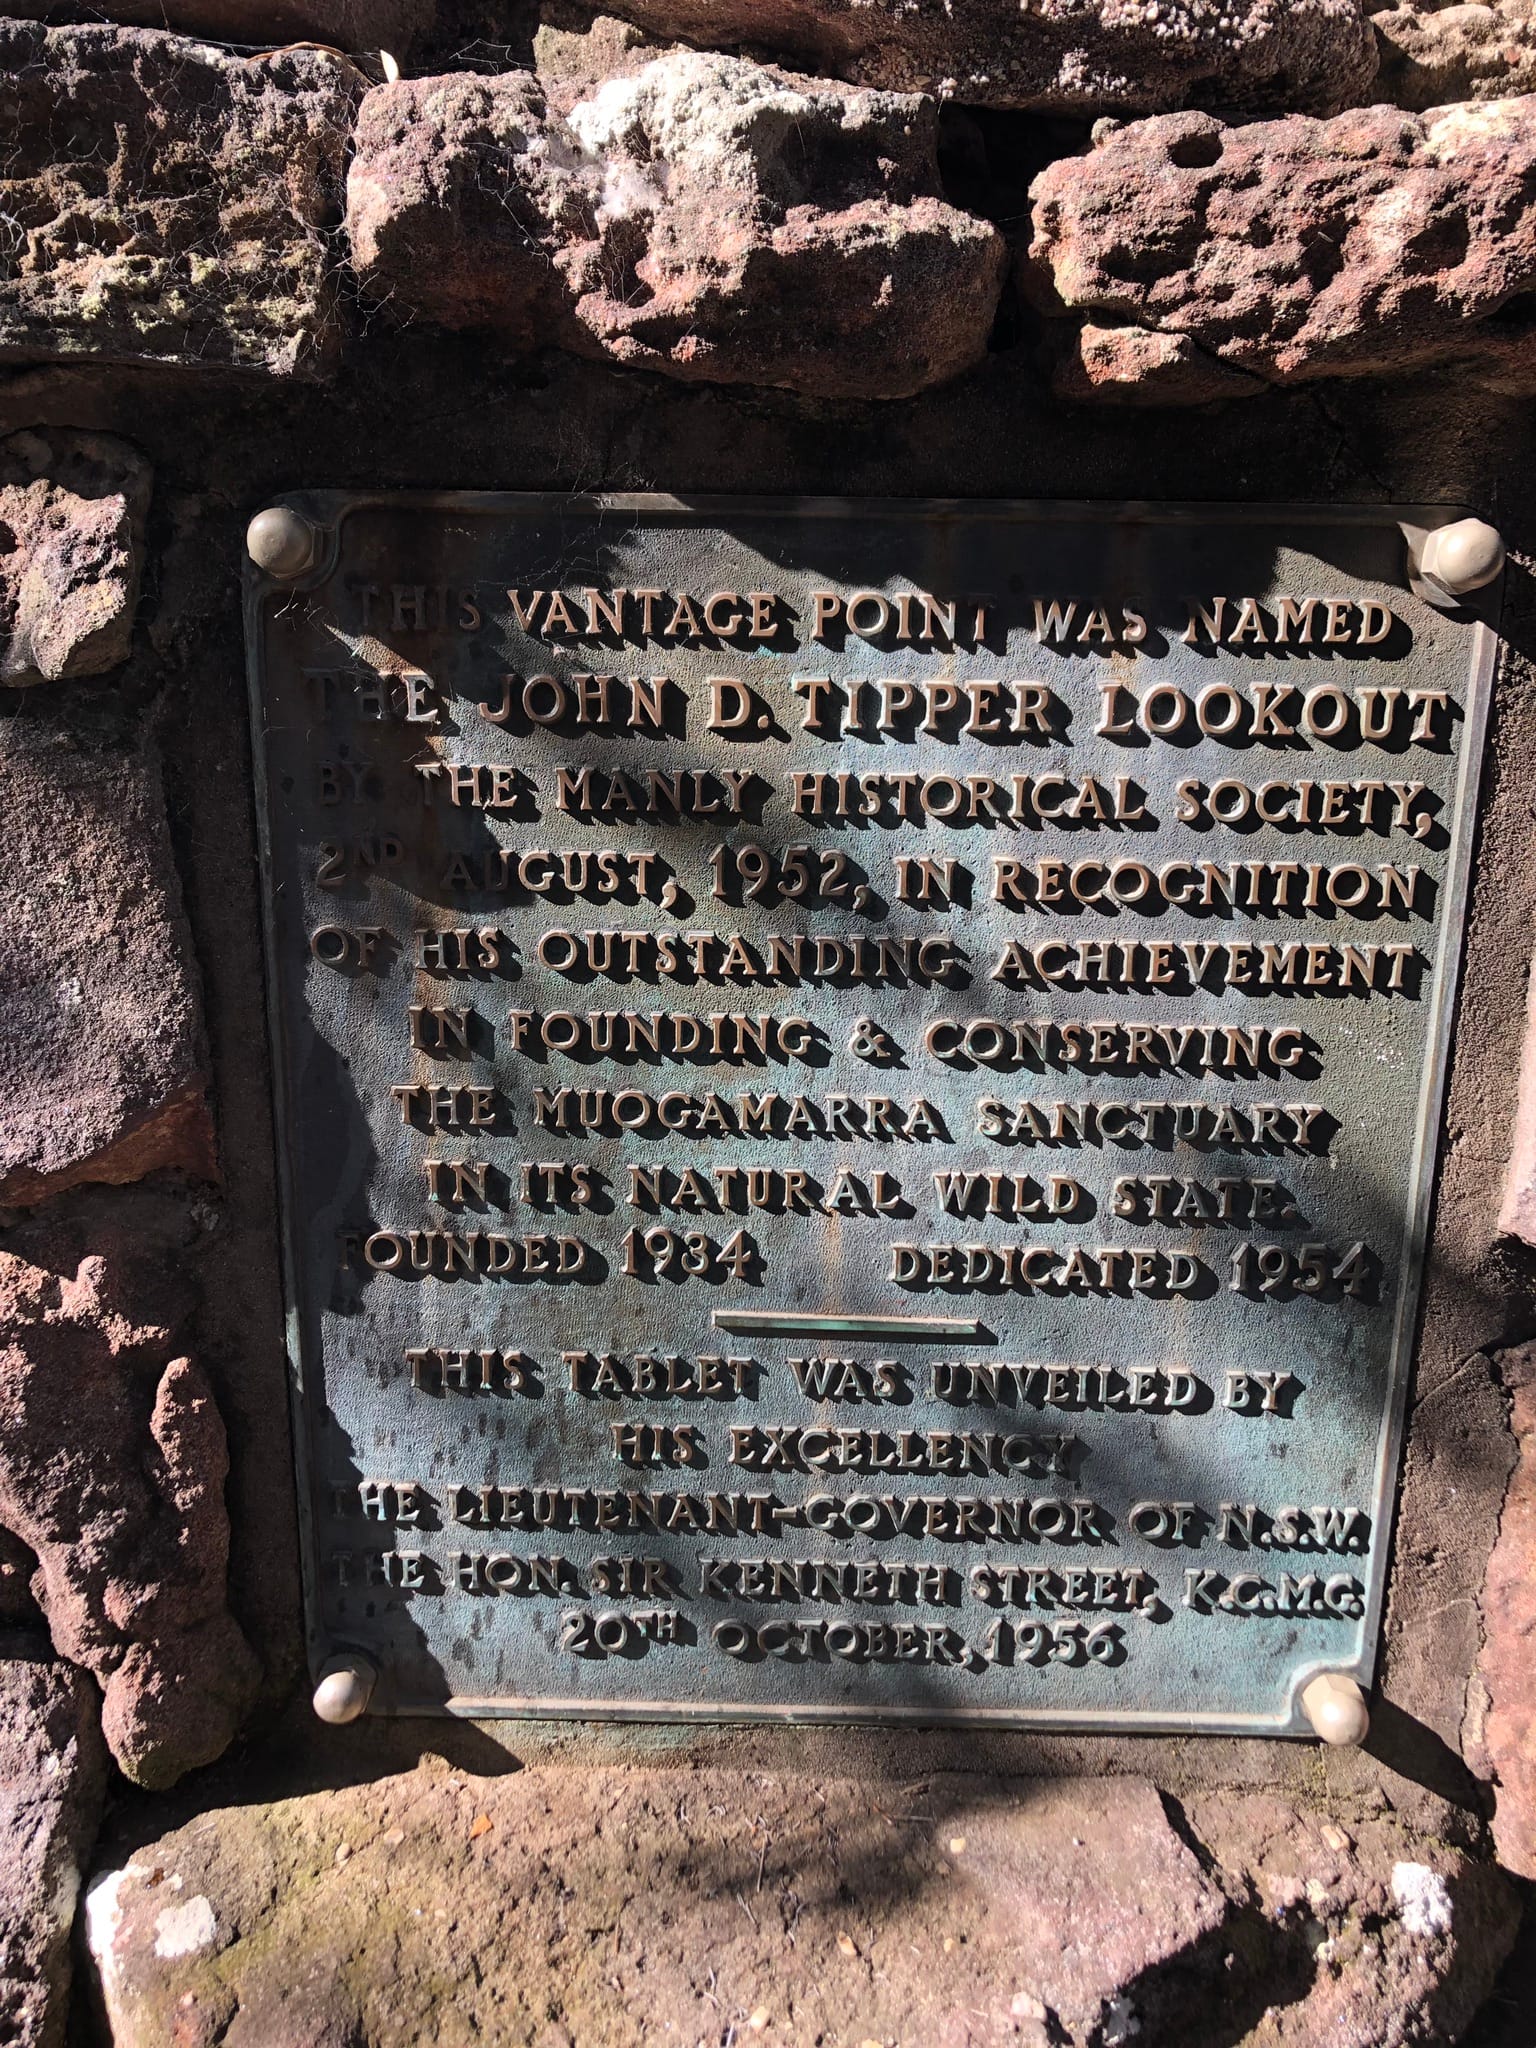 THIS VANTAGE POINT WAS NAMED
THE JOHN D. TIPPER LOOKOUT
BY THE MANLY HISTORICAL SOCIETY,
2ND AUGUST, 1952, IN RECOGNITION
OF HIS OUTSTANDING ACHIEVEMENT
IN FOUNDING & CONSERVING
THE MUOGAMARRA SANCTUARY
IN ITS NATURAL WILD STATE.
FOUNDED 1934 DEDICATED 1954
THIS TABLET WAS UNVEILED BY
HIS EXCELLENCY
THE LIEUTENANT-GOVERNOR OF N.S.W.
THE HON. SIR KENNETH STREET, K.C.M.G.
20TH OCTOBER, 1956